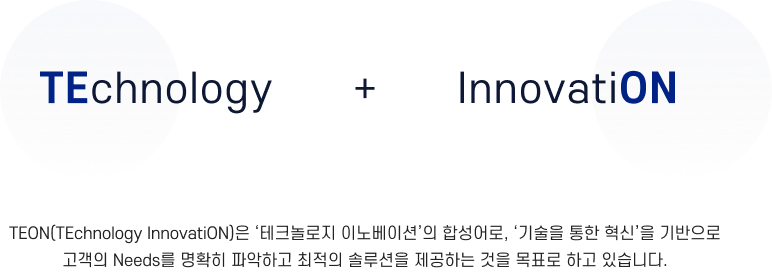 TEchnology + InnovatiON
TEON(TEchnology InnovatiON)은 ‘테크놀로지 이노베이션’의 합성어로, ‘기술을 통한 혁신’을 기반으로
고객의 Needs를 명확히 파악하고 최적의 솔루션을 제공하는 것을 목표로 하고 있습니다.